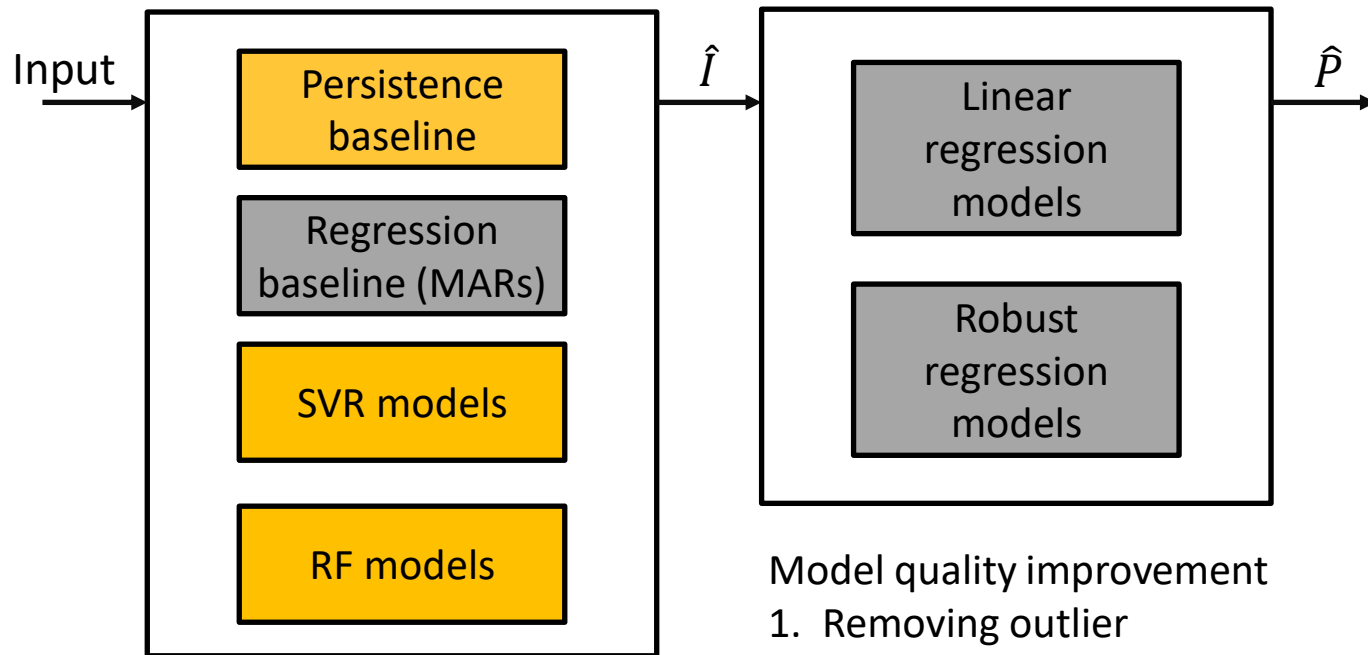 Input
Persistence
baseline
Regression
baseline (MARs)
SVR models
RF models
Î
Linear
regression
models
Robust
regression
models
P̂
Model quality improvement
1. Removing outlier